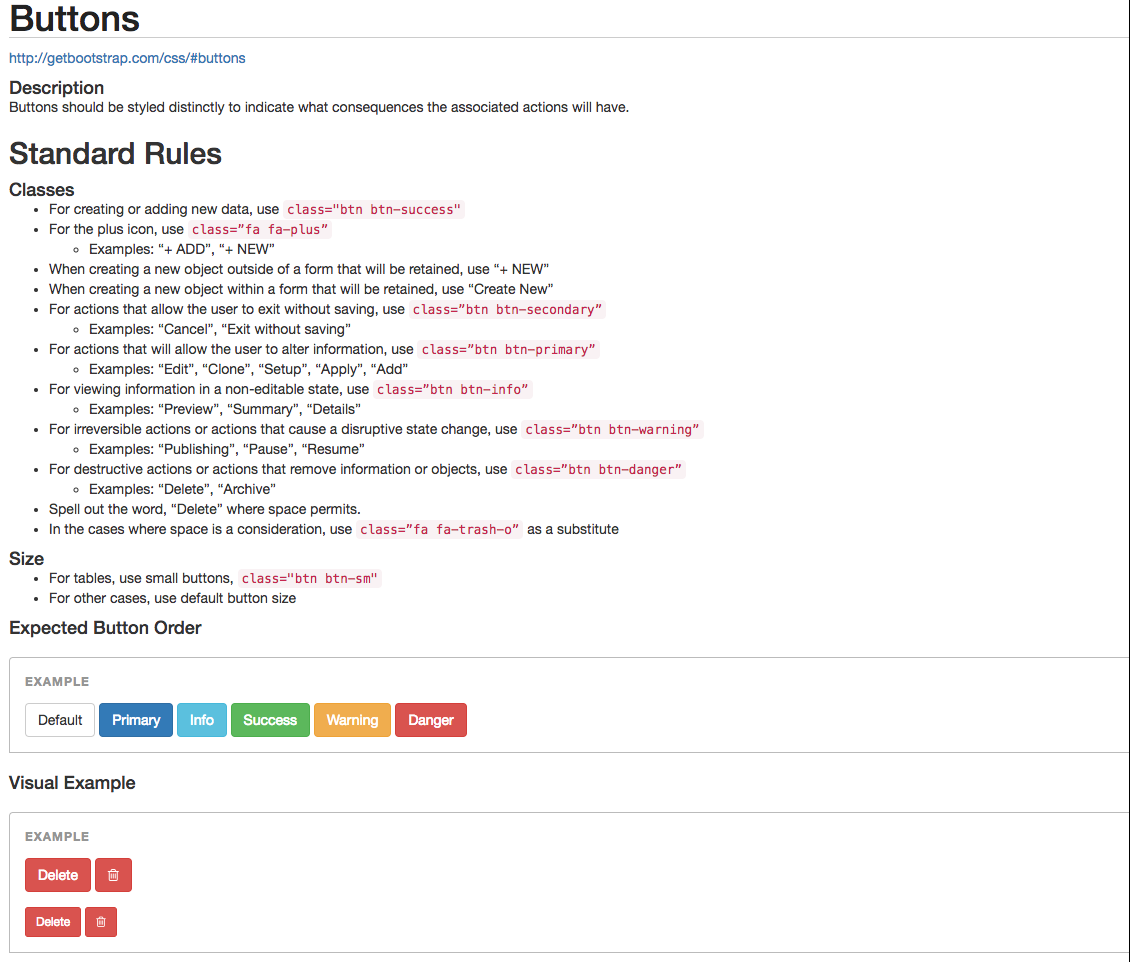 Buttons
http://getbootstrap.com/css/#buttons
Description
Buttons should be styled distinctly to indicate what consequences the associated actions will have.
Standard Rules
Classes
• For creating or adding new data, use class="btn btn-success"
• For the plus icon, use class=”fa fa-plus”
◦ Examples: “+ ADD”, “+ NEW”
• When creating a new object outside of a form that will be retained, use “+ NEW”
• When creating a new object within a form that will be retained, use “Create New”
• For actions that allow the user to exit without saving, use class=”btn btn-secondary”
◦ Examples: “Cancel”, “Exit without saving”
• For actions that will allow the user to alter information, use class=”btn btn-primary”
◦ Examples: “Edit”, “Clone”, “Setup”, “Apply”, “Add”
• For viewing information in a non-editable state, use class=”btn btn-info”
◦ Examples: “Preview”, “Summary”, “Details”
• For irreversible actions or actions that cause a disruptive state change, use class=”btn btn-warning”
◦ Examples: “Publishing”, “Pause”, “Resume”
• For destructive actions or actions that remove information or objects, use class=”btn btn-danger”
◦ Examples: “Delete”, “Archive”
• Spell out the word, “Delete” where space permits.
• In the cases where space is a consideration, use class=”fa fa-trash-o” as a substitute
Size
• For tables, use small buttons, class="btn btn-sm"
• For other cases, use default button size
Expected Button Order
EXAMPLE
Default Primary Info Success Warning Danger
Visual Example
EXAMPLE
Delete
Delete